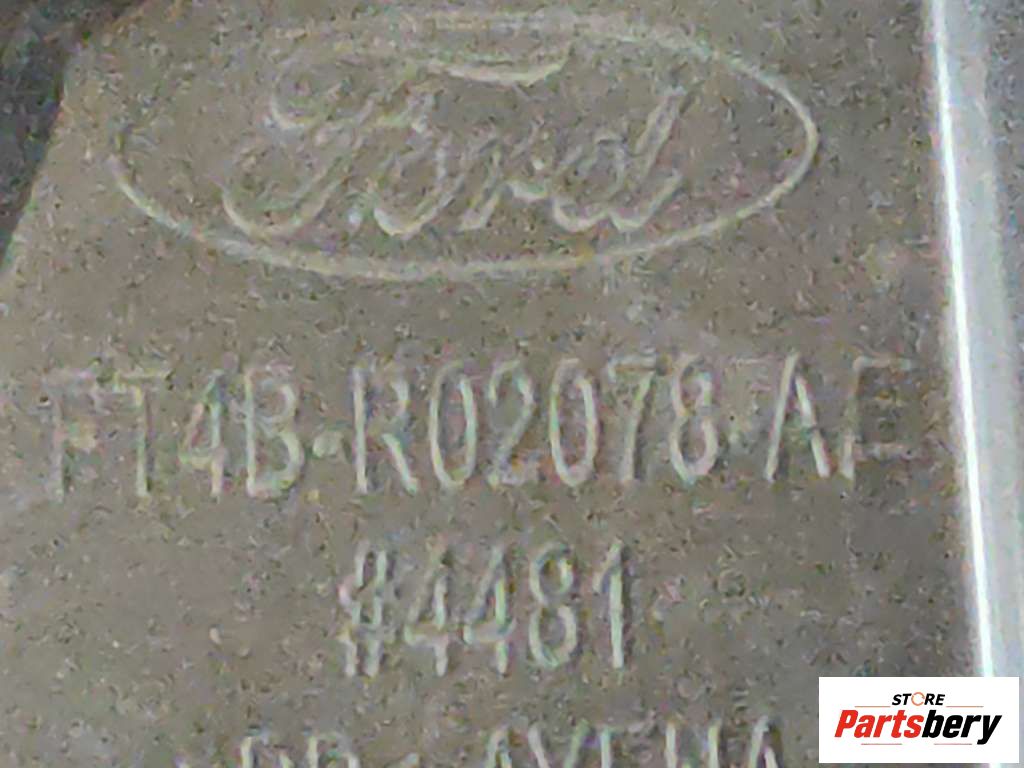 Ford
FT4B-R02078-AE
#4481
STORE
Partsbery